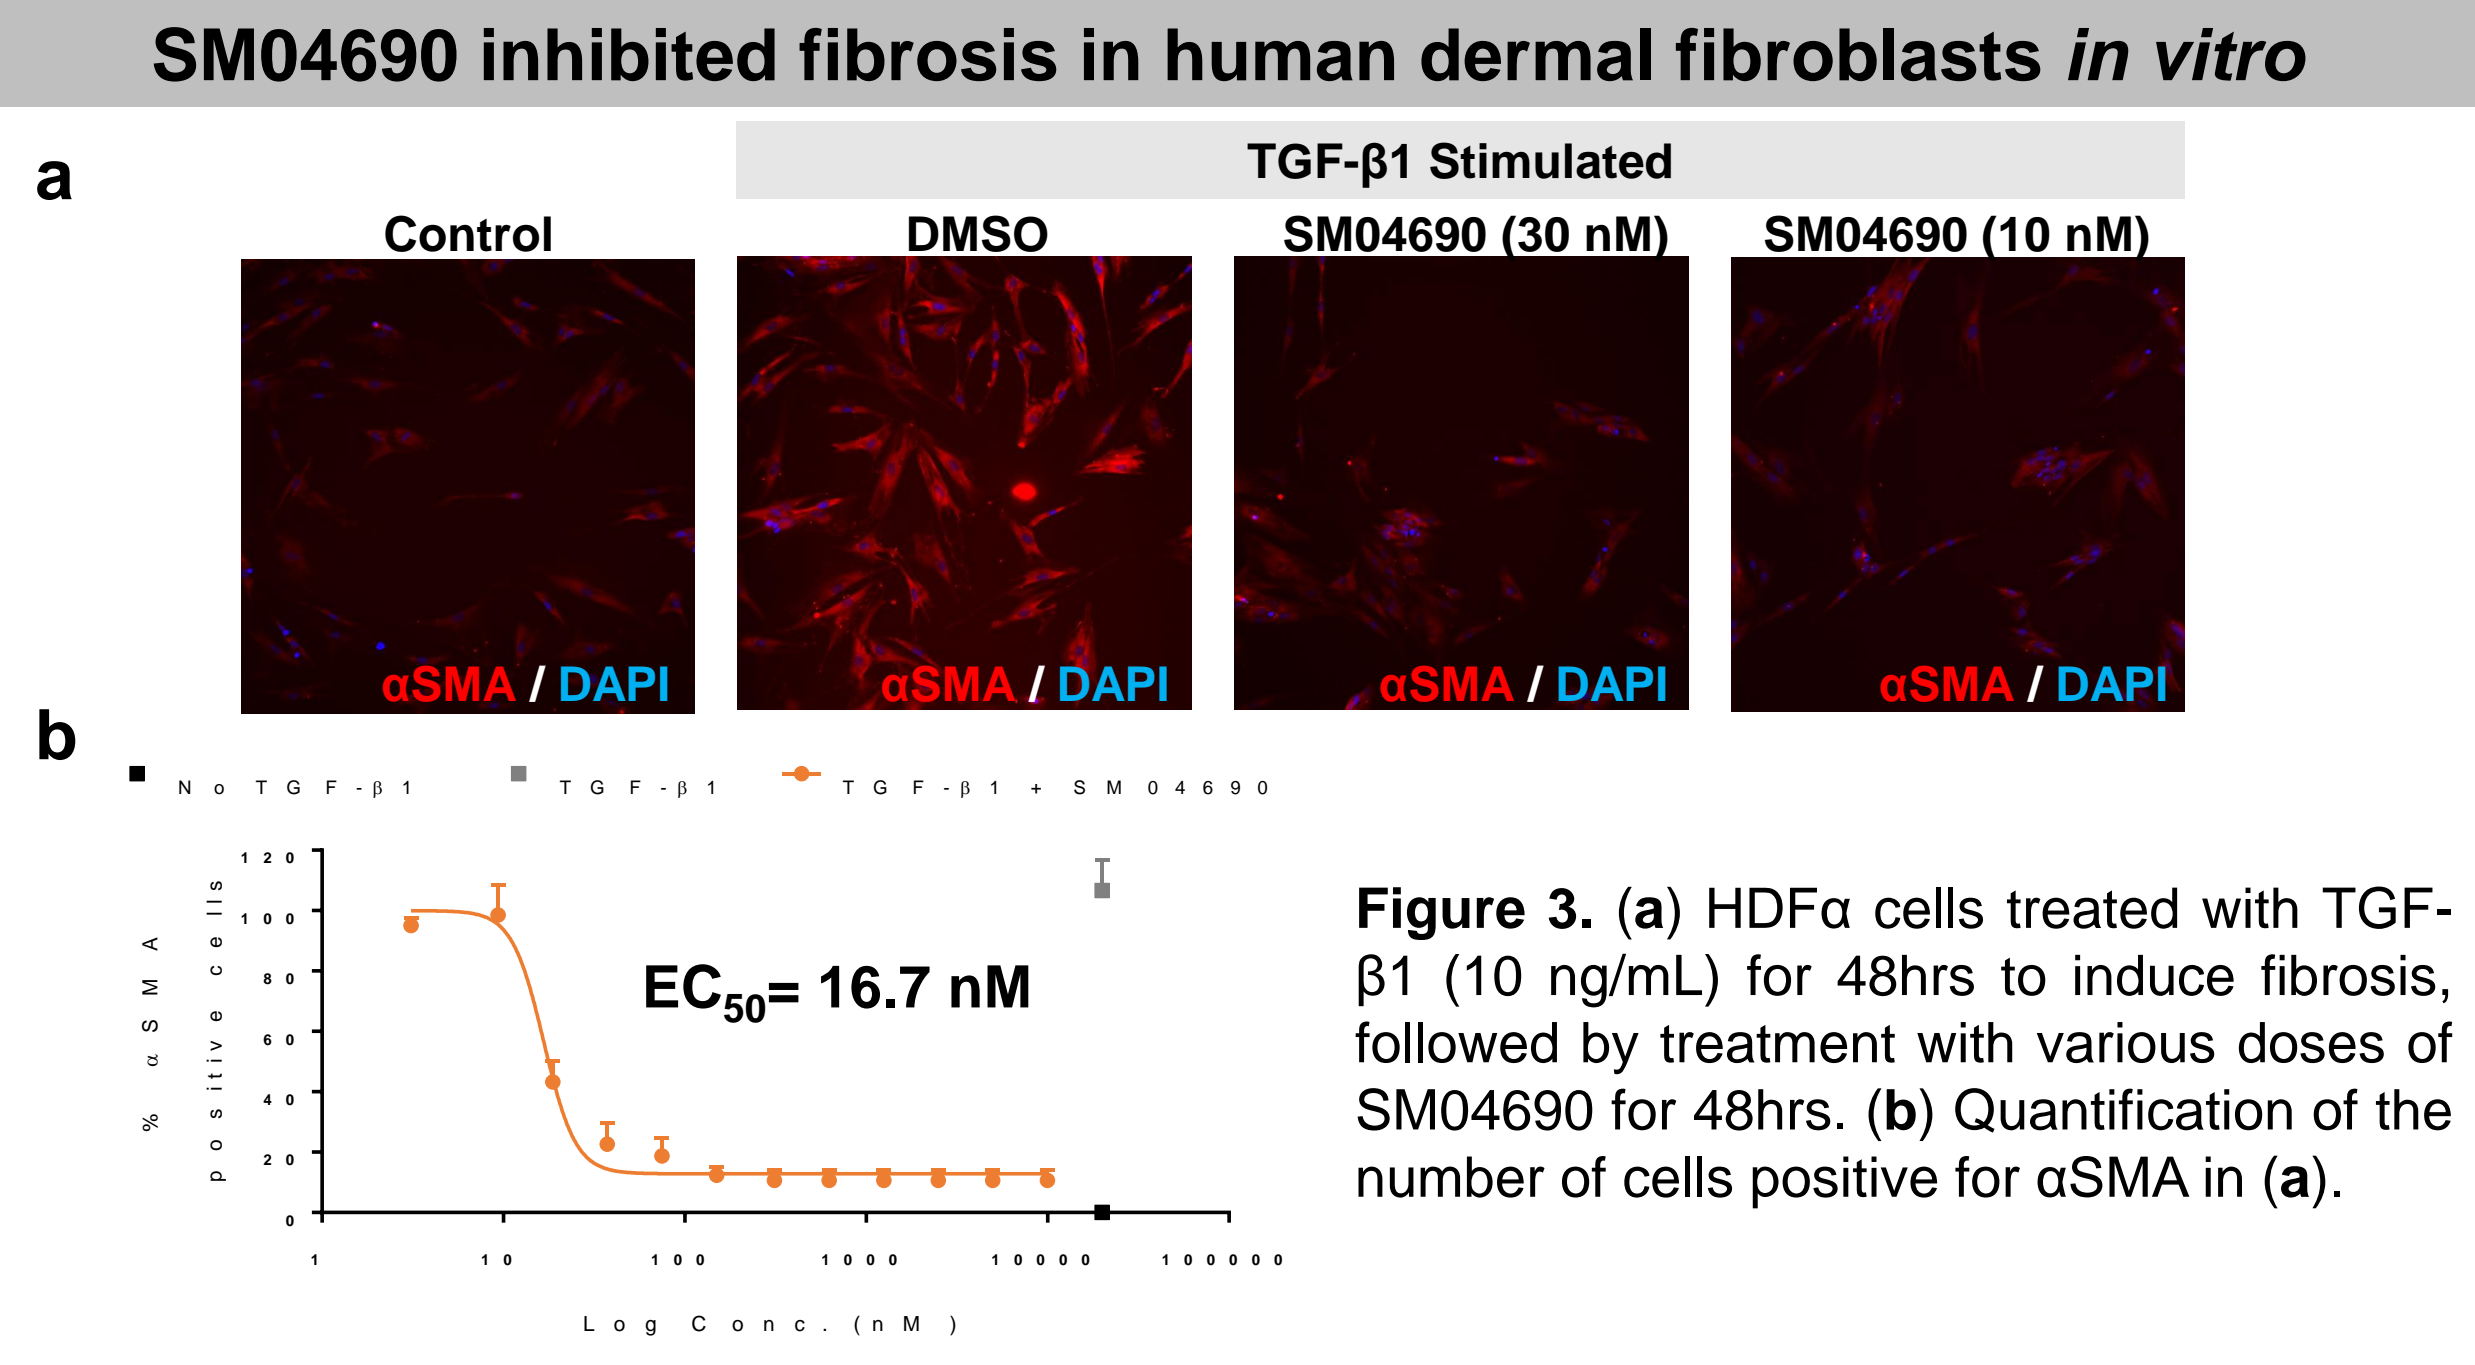 SM04690 inhibited fibrosis in human dermal fibroblasts in vitro
a
TGF-β1 Stimulated
Control
DMSO
SM04690 (30 nM)
SM04690 (10 nM)
αSMA / DAPI
αSMA / DAPI
αSMA / DAPI
αSMA / DAPI
b
No TGF-β1
TGF-β1
TGF-β1 + SM04690
% αSMA
positive cells
120
100
80
60
40
20
0
EC50= 16.7 nM
1
10
100
1000
10000
100000
Log Conc. (nM)
Figure 3. (a) HDFα cells treated with TGF-
β1 (10 ng/mL) for 48hrs to induce fibrosis,
followed by treatment with various doses of
SM04690 for 48hrs. (b) Quantification of the
number of cells positive for αSMA in (a).